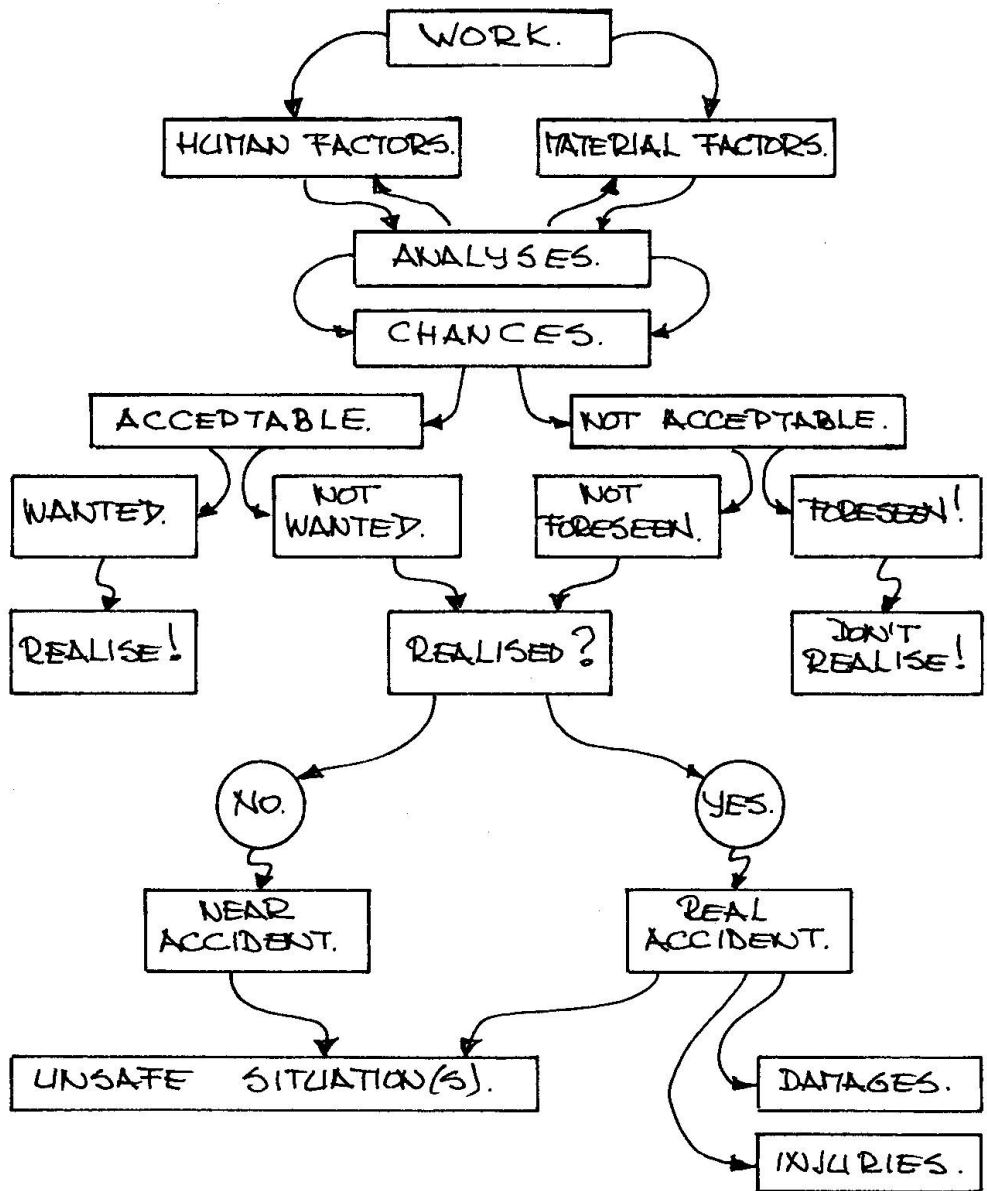 WORK.
HUMAN FACTORS.
MATERIAL FACTORS.
ANALYSES.
CHANCES.
ACCEPTABLE.
NOT ACCEPTABLE.
WANTED.
NOT
WANTED.
NOT
FORESEEN.
FORESEEN!
REALISE!
REALISED?
DON'T
REALISE!
NO.
YES.
NEAR
ACCIDENT.
REAL
ACCIDENT.
UNSAFE SITUATION(S).
DAMAGES.
INJURIES.